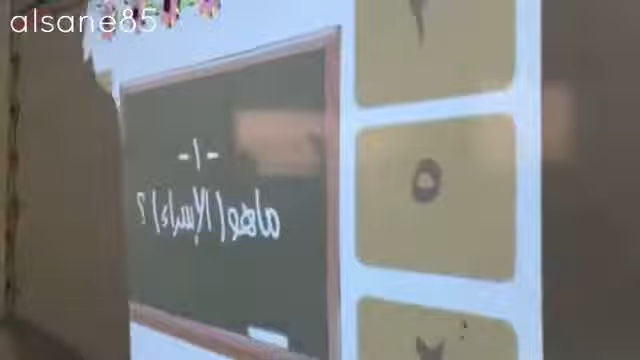 alsane85
- ١ -
ماهو (الإسراء) ؟
٥